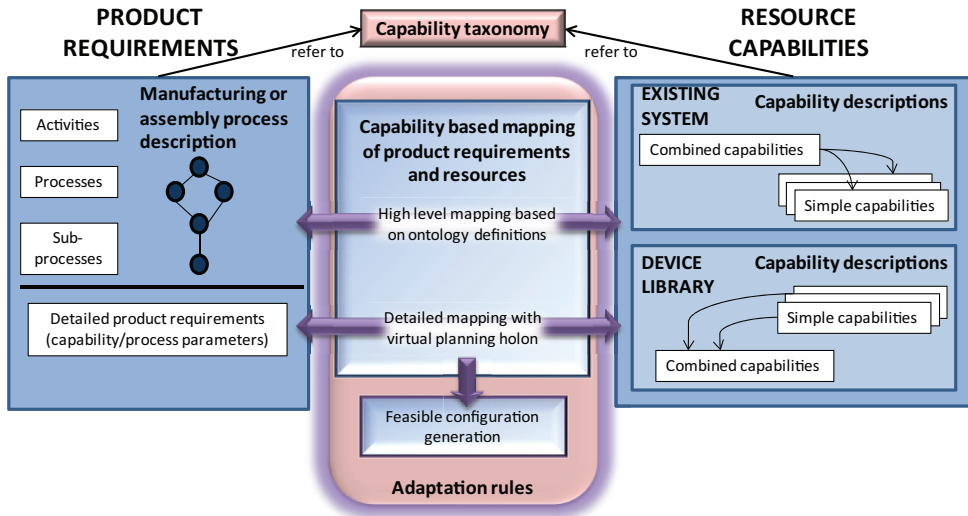 PRODUCT
REQUIREMENTS
refer to
Capability taxonomy
refer to
RESOURCE
CAPABILITIES
Manufacturing or
assembly process
description
Activities
Processes
Sub-
processes
Detailed product requirements
(capability/process parameters)
Capability based mapping
of product requirements
and resources
High level mapping based
on ontology definitions
Detailed mapping with
virtual planning holon
Feasible configuration
generation
Adaptation rules
EXISTING
SYSTEM
Capability descriptions
Combined capabilities
Simple capabilities
DEVICE
LIBRARY
Capability descriptions
Simple capabilities
Combined capabilities